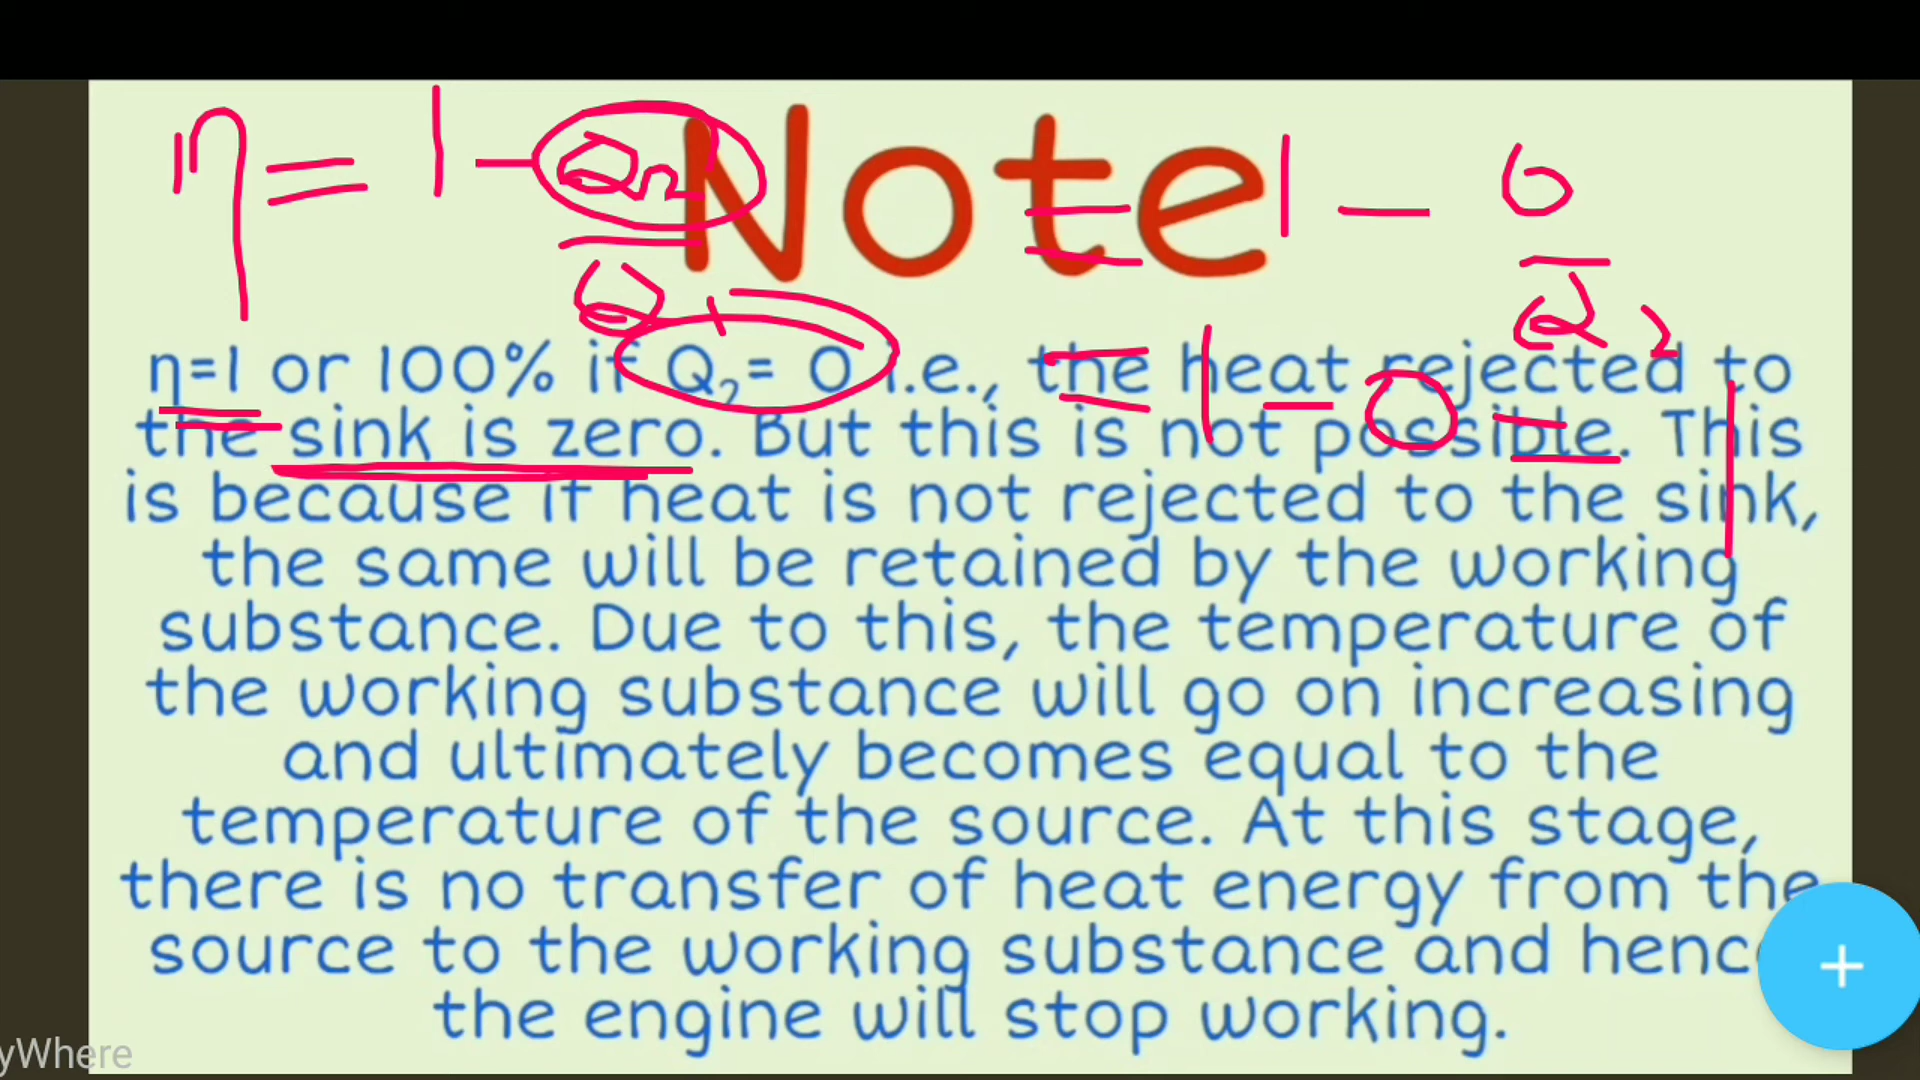 Note
η = 1 - Q2 / Q1 = 1 - 0 / Q1
= 1 - 0 = 1
η=1 or 100% if Q₂= 0 i.e., the heat rejected to
the sink is zero. But this is not possible. This
is because if heat is not rejected to the sink,
the same will be retained by the working
substance. Due to this, the temperature of
the working substance will go on increasing
and ultimately becomes equal to the
temperature of the source. At this stage,
there is no transfer of heat energy from the
source to the working substance and henc
the engine will stop working.
yWhere
+